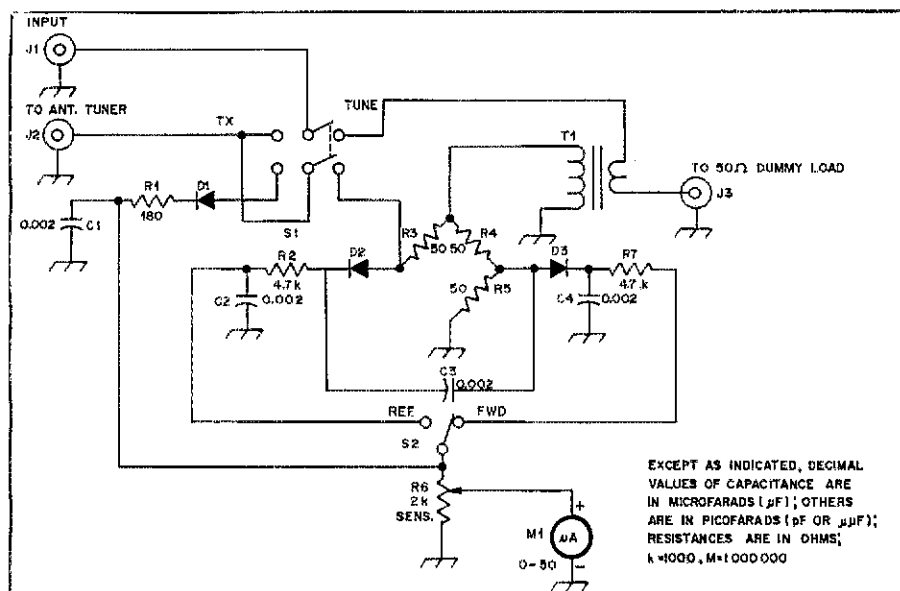 INPUT
J1
TO ANT. TUNER
J2
TX
TUNE
T1
TO 50Ω DUMMY LOAD
J3
R1
D1
180
0.002
C1
S1
R3
R4
50
50
R2
D2
D3
R7
4.7k
50
R5
4.7k
C2
0.002
C4
0.002
C3
0.002
REF.
FWD
S2
R6
2k
SENS.
+
M1
µA
0-50
−
EXCEPT AS INDICATED, DECIMAL
VALUES OF CAPACITANCE ARE
IN MICROFARADS (µF); OTHERS
ARE IN PICOFARADS (pF OR µµF);
RESISTANCES ARE IN OHMS;
k=1000, M=1000000